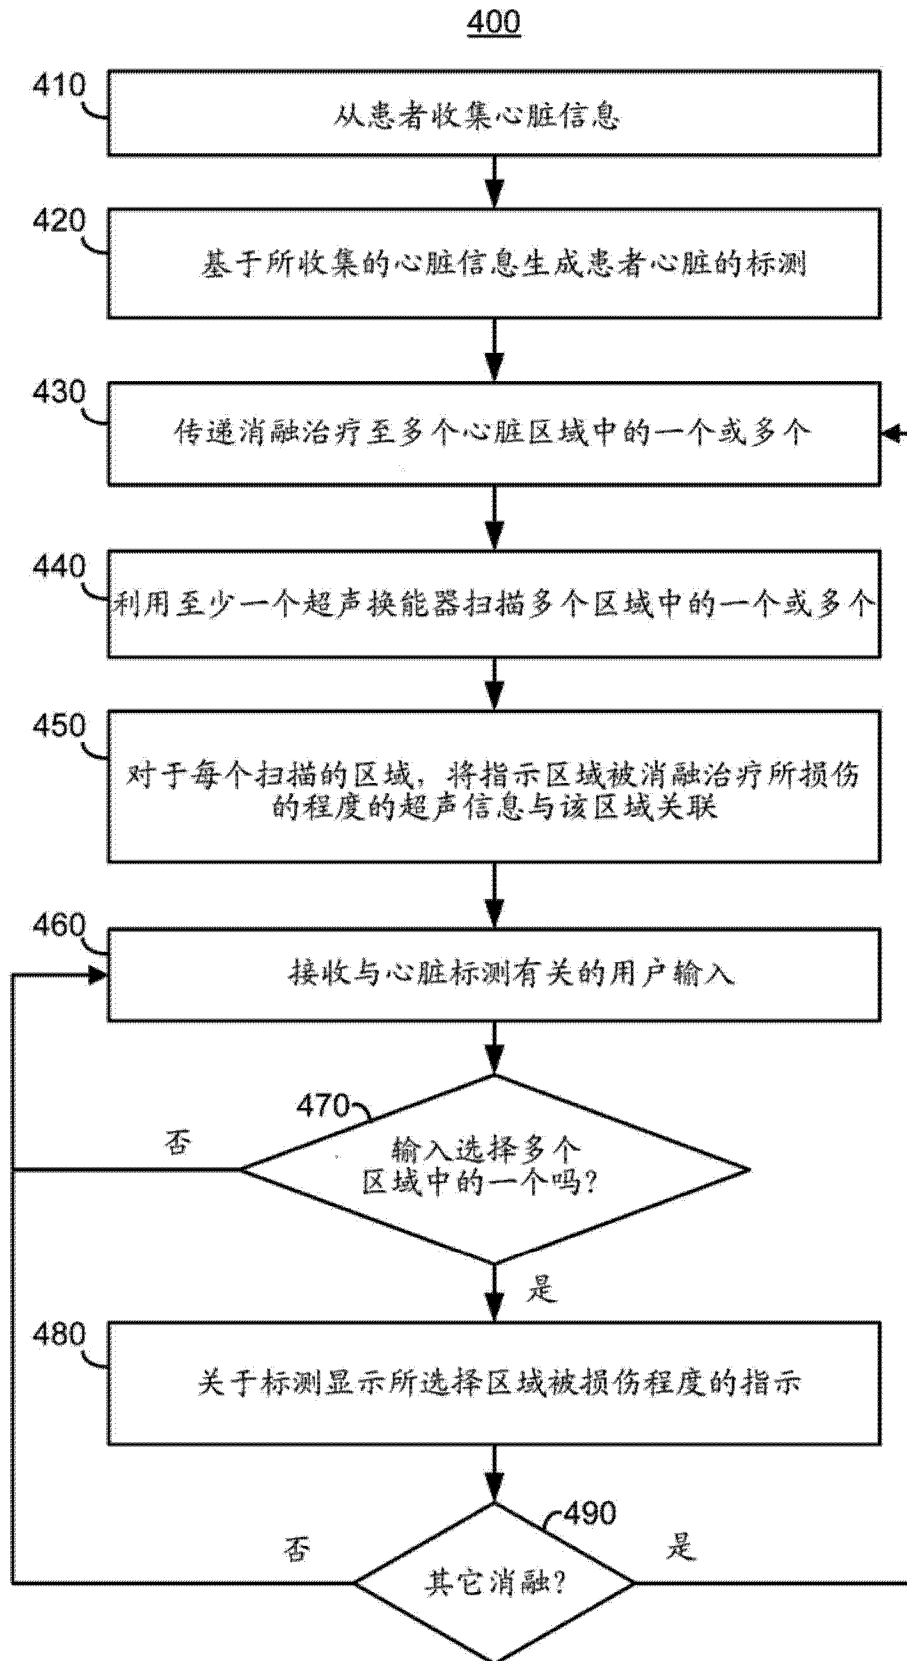 400
410
从患者收集心脏信息
420
基于所收集的心脏信息生成患者心脏的标测
430
传递消融治疗至多个心脏区域中的一个或多个
440
利用至少一个超声换能器扫描多个区域中的一个或多个
450
对于每个扫描的区域，将指示区域被消融治疗所损伤
的程度的超声信息与该区域关联
460
接收与心脏标测有关的用户输入
470
否
输入选择多个
区域中的一个吗？
是
480
关于标测显示所选择区域被损伤程度的指示
490
否
是
其它消融？